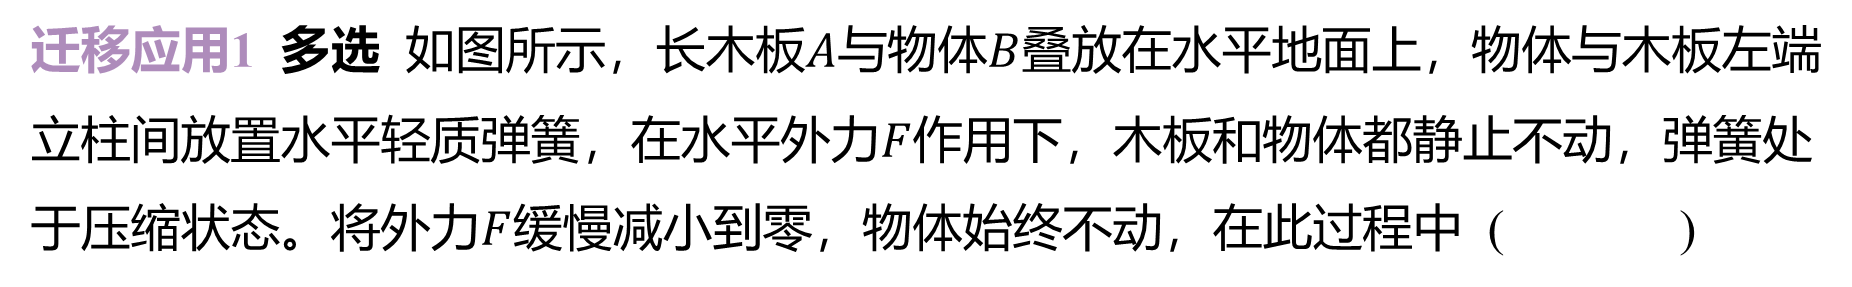 迁移应用1 多选 如图所示，长木板A与物体B叠放在水平地面上，物体与木板左端
立柱间放置水平轻质弹簧，在水平外力F作用下，木板和物体都静止不动，弹簧处
于压缩状态。将外力F缓慢减小到零，物体始终不动，在此过程中（  ）